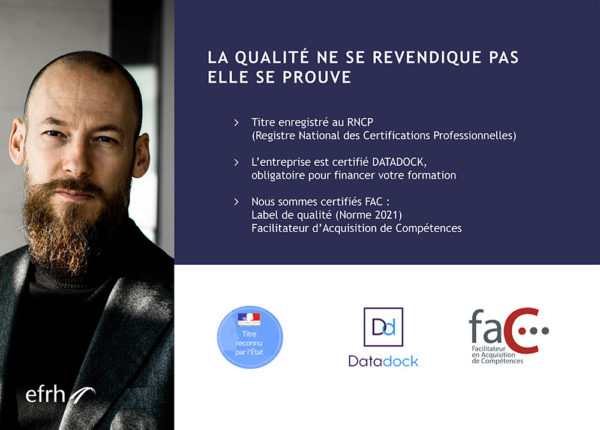 LA QUALITÉ NE SE REVENDIQUE PAS
ELLE SE PROUVE
Titre enregistré au RNCP
(Registre National des Certifications Professionnelles)
L'entreprise est certifié DATADOCK,
obligatoire pour financer votre formation
Nous sommes certifiés FAC :
Label de qualité (Norme 2021)
Facilitateur d'Acquisition de Compétences
Titre
reconnu
par l'État
Dd
Datadock
faC...
Facilitateur
en Acquisition
de Compétences
efrh